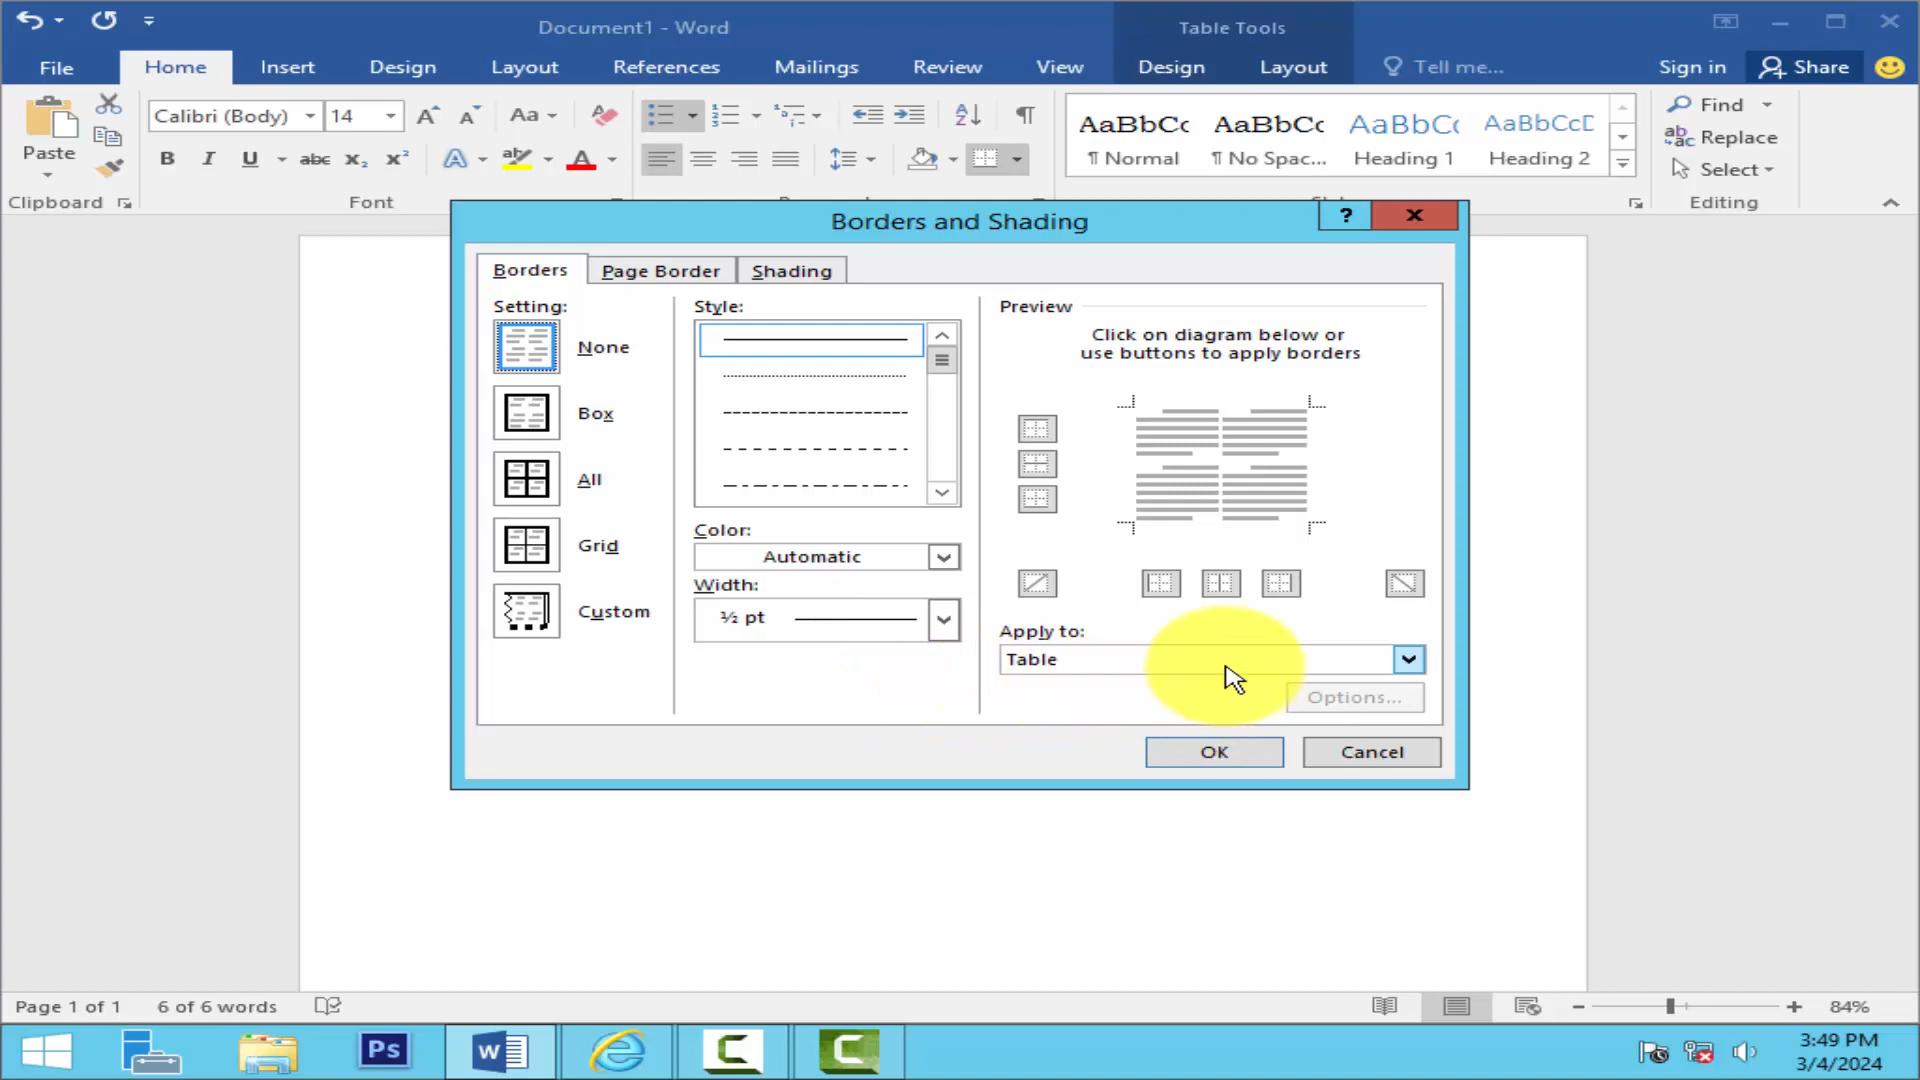 Document1 - Word
Table Tools
File
Home
Insert
Design
Layout
References
Mailings
Review
View
Design
Layout
Tell me...
Sign in
Share
Paste
Clipboard
Calibri (Body)
14
Aa
B I U abc x₂ x²
A
A
Font
AaBbCc
¶ Normal
AaBbCc
¶ No Spac...
AaBbCc
Heading 1
AaBbCcD
Heading 2
Find
Replace
Select
Editing
Borders and Shading
?
Borders
Page Border
Shading
Setting:
None
Box
All
Grid
Custom
Style:
Color:
Automatic
Width:
½ pt
Preview
Click on diagram below or
use buttons to apply borders
Apply to:
Table
Options...
OK
Cancel
Page 1 of 1
6 of 6 words
84%
Ps
W
3:49 PM
3/4/2024